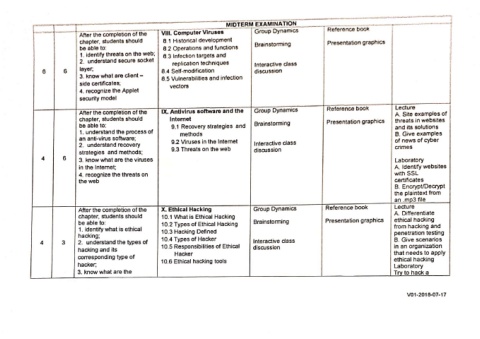 MIDTERM EXAMINATION
8
6
After the completion of the
chapter, students should
be able to:
1. identify threats on the web;
2. understand secure socket
layer;
3. know what are client –
side certificates;
4. recognize the Applet
security model
VIII. Computer Viruses
8.1 Historical development
8.2 Operations and functions
8.3 Infection targets and
replication techniques
8.4 Self-modification
8.5 Vulnerabilities and infection
vectors
Group Dynamics
Brainstorming
Interactive class
discussion
Reference book
Presentation graphics
4
6
After the completion of the
chapter, students should
be able to:
1. understand the process of
an anti-virus software;
2. understand recovery
strategies and methods;
3. know what are the viruses
in the Internet;
4. recognize the threats on
the web
IX. Antivirus software and the
Internet
9.1 Recovery strategies and
methods
9.2 Viruses in the Internet
9.3 Threats on the web
Group Dynamics
Brainstorming
Interactive class
discussion
Reference book
Presentation graphics
Lecture
A. Site examples of
threats in websites
and its solutions
B. Give examples
of news of cyber
crimes
Laboratory
A. Identify websites
with SSL
certificates
B. Encrypt/Decrypt
the plaintext from
an .mp3 file
4
3
After the completion of the
chapter, students should
be able to:
1. identify what is ethical
hacking;
2. understand the types of
hacking and its
corresponding type of
hacker;
3. know what are the
X. Ethical Hacking
10.1 What is Ethical Hacking
10.2 Types of Ethical Hacking
10.3 Hacking Defined
10.4 Types of Hacker
10.5 Responsibilities of Ethical
Hacker
10.6 Ethical hacking tools
Group Dynamics
Brainstorming
Interactive class
discussion
Reference book
Presentation graphics
Lecture
A. Differentiate
ethical hacking
from hacking and
penetration testing
B. Give scenarios
in an organization
that needs to apply
ethical hacking
Laboratory
Try to hack a
V01-2018-07-17